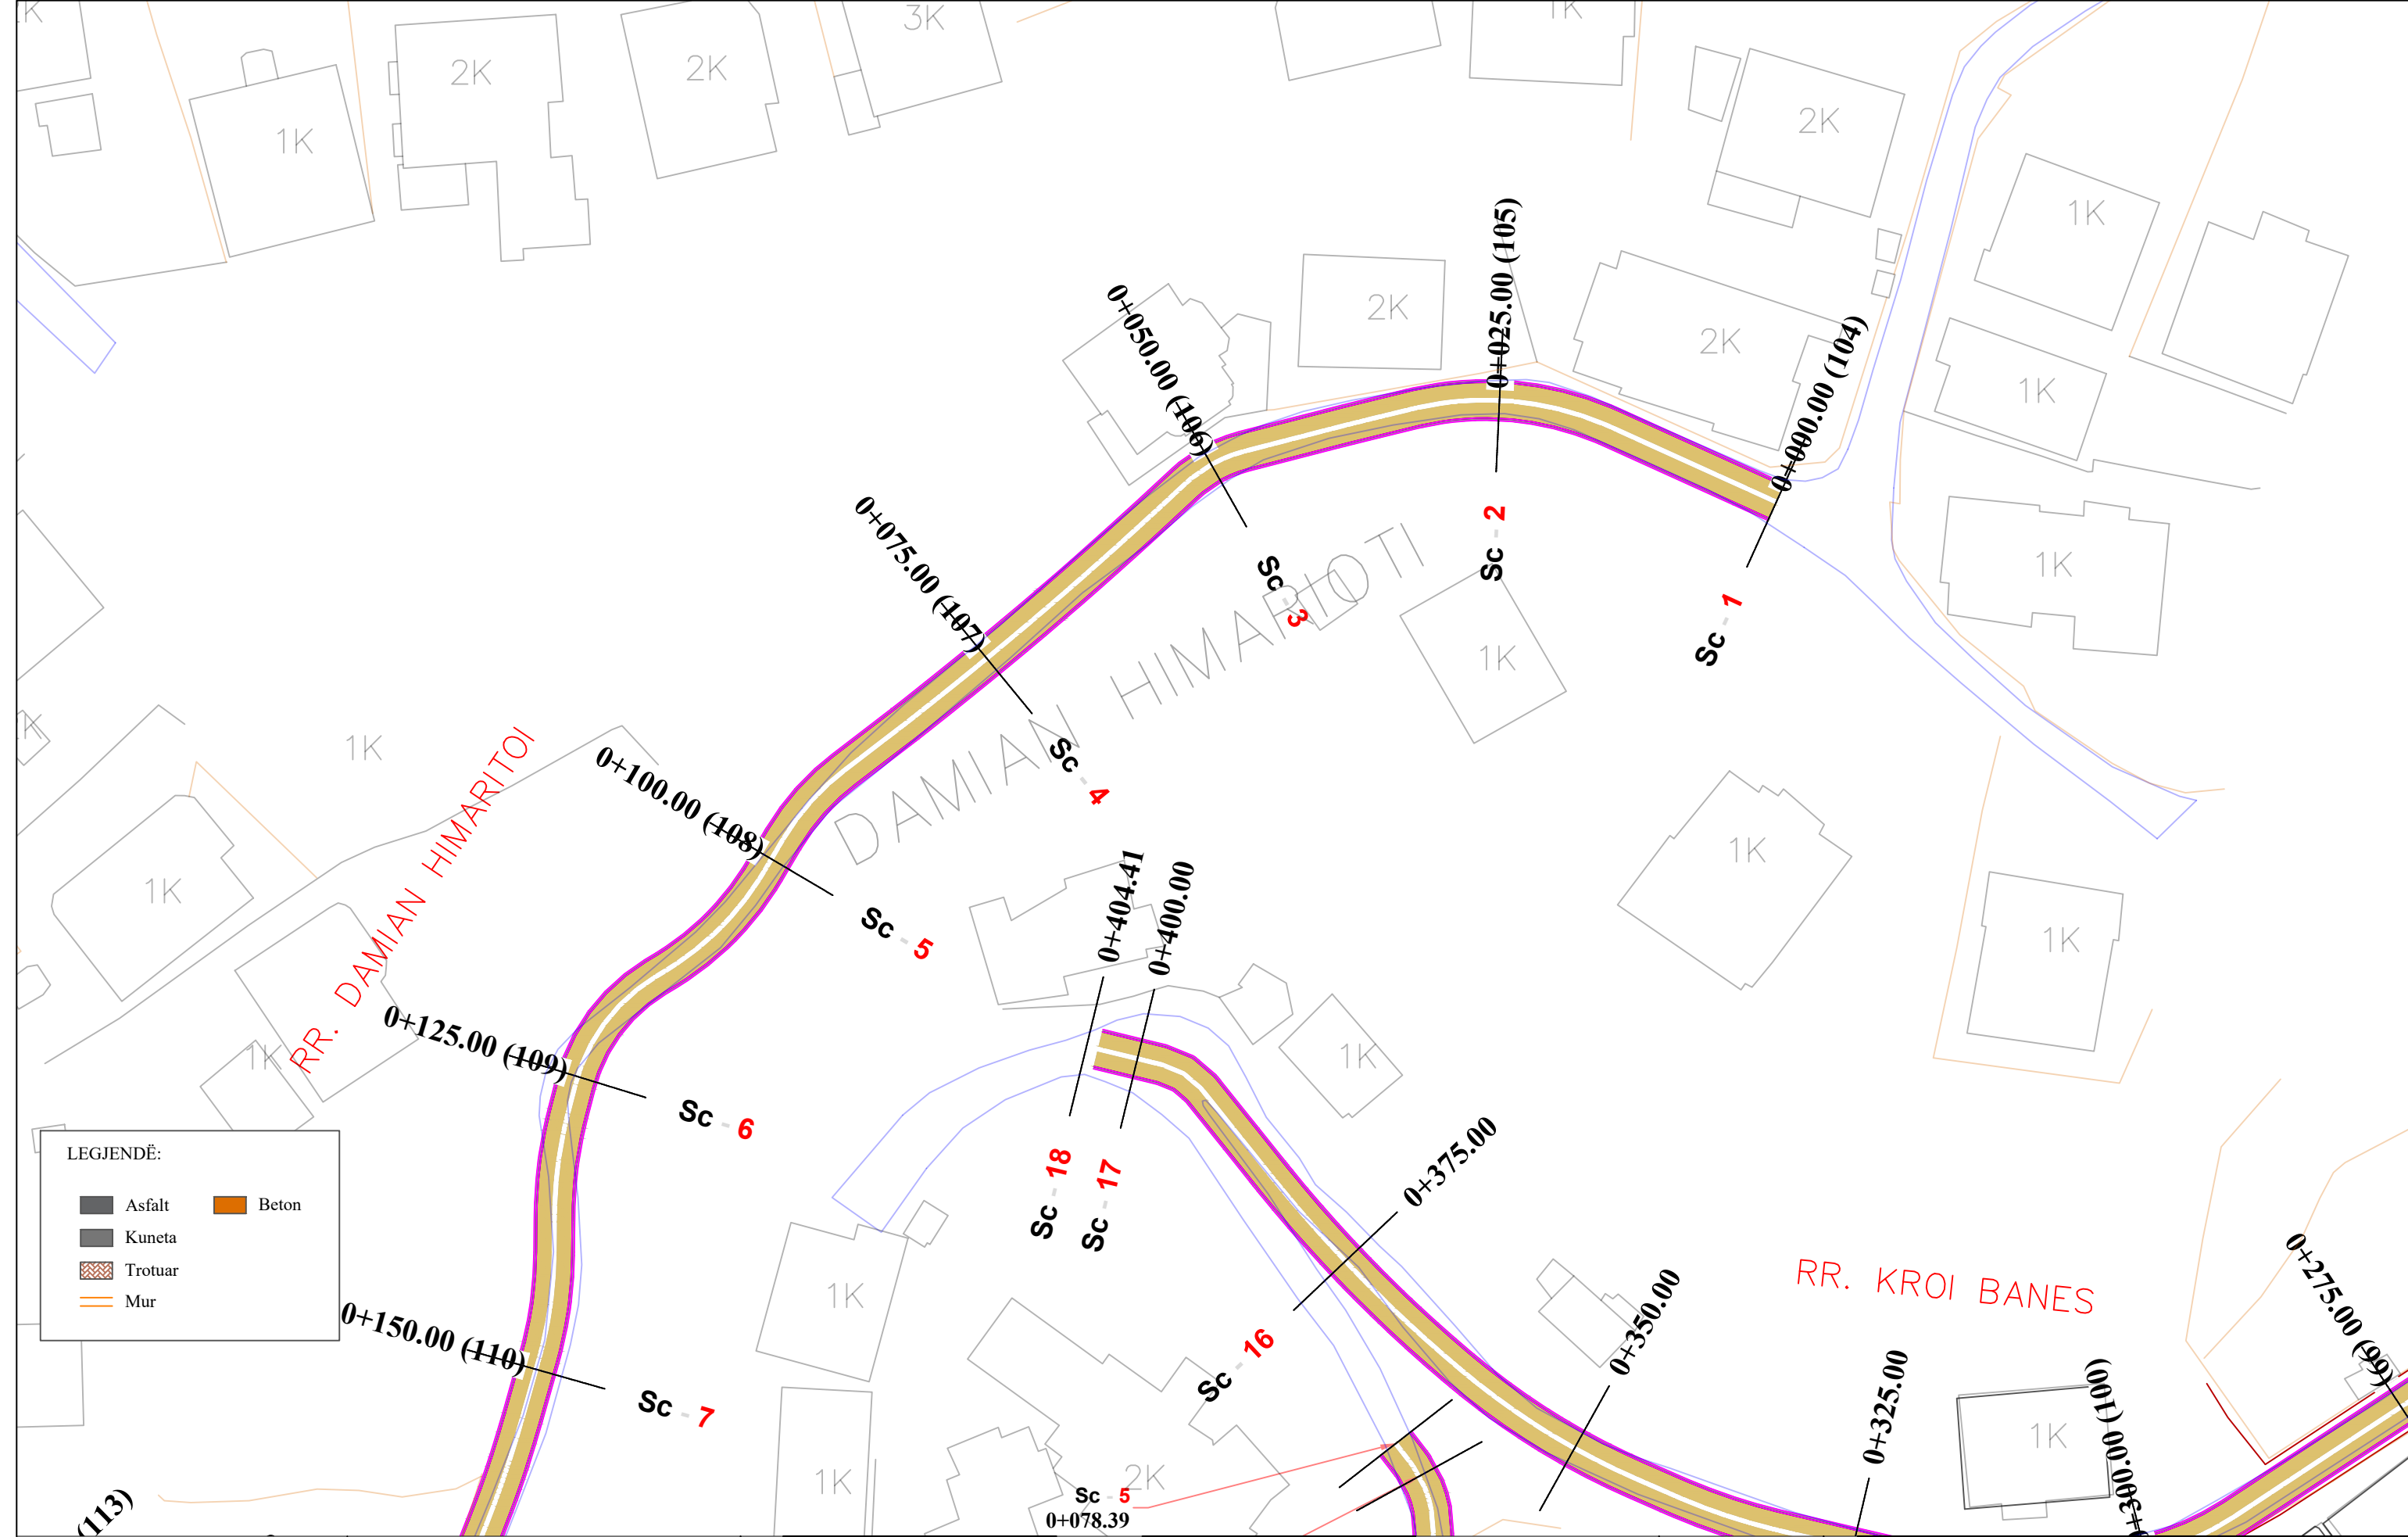 3K
1K
2K
2K
2K
1K
1K
2K
2K
1K
1K
1K
0+000.00 (104)
Sc - 1
0+025.00 (105)
Sc - 2
0+050.00 (106)
Sc - 3
0+075.00 (107)
Sc - 4
0+100.00 (108)
Sc - 5
0+125.00 (109)
Sc - 6
0+150.00 (110)
Sc - 7
DAMIAN HIMARIOTI
RR. DAMIAN HIMARITOI
1K
1K
1K
1K
1K
1K
1K
1K
1K
1K
2K
1K
0+404.41
Sc - 18
0+400.00
Sc - 17
0+375.00
Sc - 16
0+350.00
0+325.00
0+275.00 (99)
RR. KROI BANES
Sc - 5
0+078.39
(113)
LEGJENDË:
Asfalt
Beton
Kuneta
Trotuar
Mur